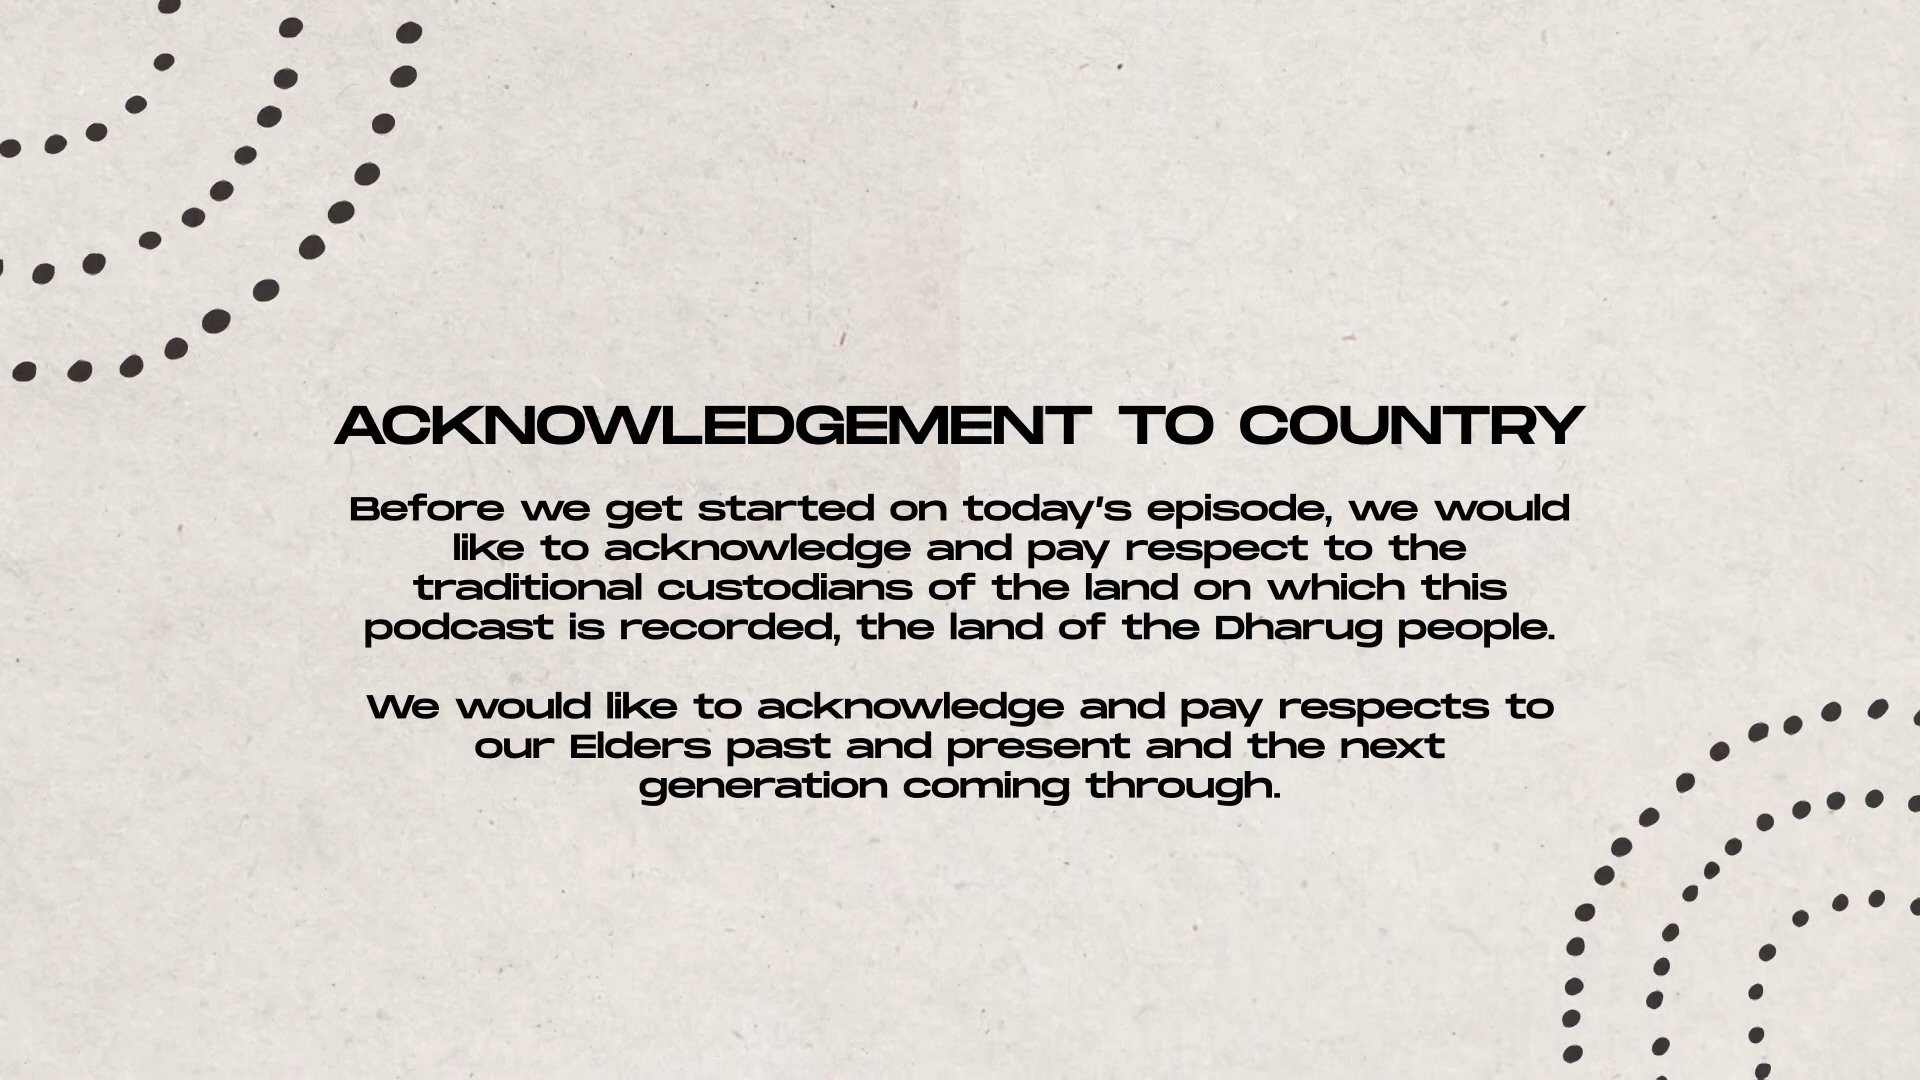 ACKNOWLEDGEMENT TO COUNTRY
Before we get started on today's episode, we would
like to acknowledge and pay respect to the
traditional custodians of the land on which this
podcast is recorded, the land of the Dharug people.
We would like to acknowledge and pay respects to
our Elders past and present and the next
generation coming through.